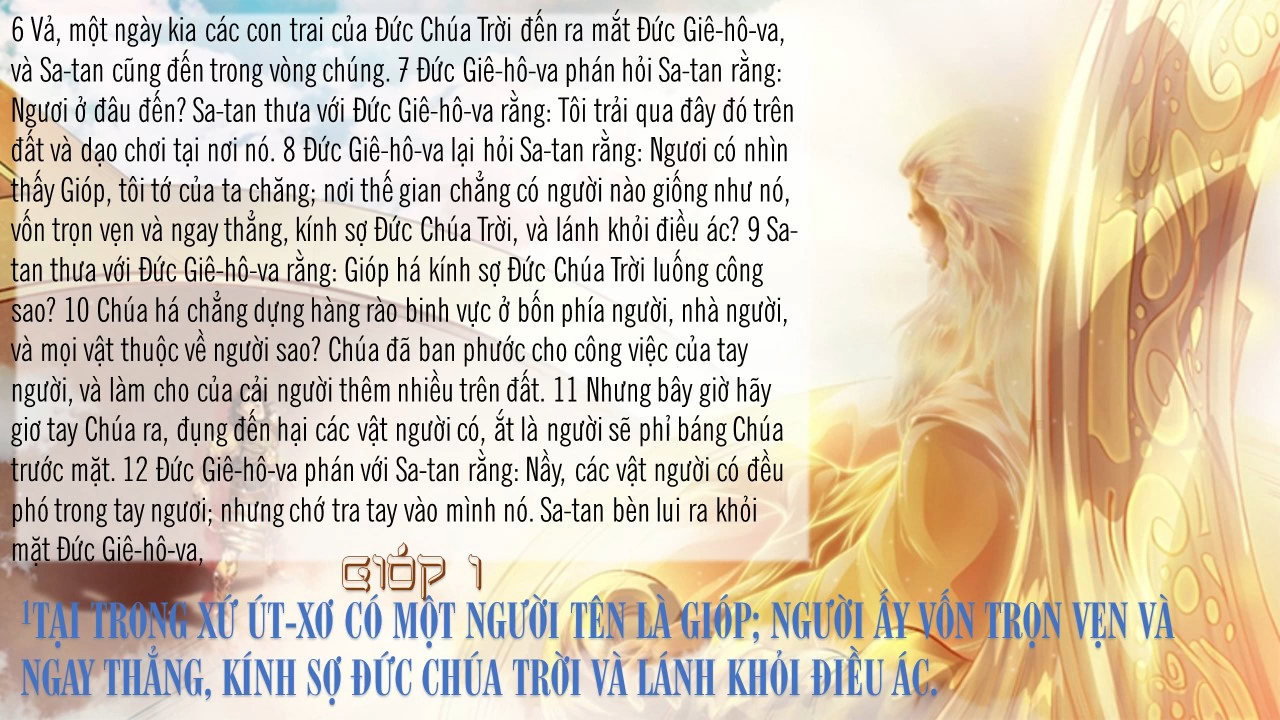 6 Vả, một ngày kia các con trai của Đức Chúa Trời đến ra mắt Đức Giê-hô-va,
và Sa-tan cũng đến trong vòng chúng. 7 Đức Giê-hô-va phán hỏi Sa-tan rằng:
Ngươi ở đâu đến? Sa-tan thưa với Đức Giê-hô-va rằng: Tôi trải qua đây đó trên
đất và dạo chơi tại nơi nó. 8 Đức Giê-hô-va lại hỏi Sa-tan rằng: Ngươi có nhìn
thấy Gióp, tôi tớ của ta chăng; nơi thế gian chẳng có người nào giống như nó,
vốn trọn vẹn và ngay thẳng, kính sợ Đức Chúa Trời, và lánh khỏi điều ác? 9 Sa-
tan thưa với Đức Giê-hô-va rằng: Gióp há kính sợ Đức Chúa Trời luống công
sao? 10 Chúa há chẳng dựng hàng rào binh vực ở bốn phía người, nhà người,
và mọi vật thuộc về người sao? Chúa đã ban phước cho công việc của tay
người, và làm cho của cải người thêm nhiều trên đất. 11 Nhưng bây giờ hãy
giơ tay Chúa ra, đụng đến hại các vật người có, ắt là người sẽ phỉ báng Chúa
trước mặt. 12 Đức Giê-hô-va phán với Sa-tan rằng: Nầy, các vật người có đều
phó trong tay ngươi; nhưng chớ tra tay vào mình nó. Sa-tan bèn lui ra khỏi
mặt Đức Giê-hô-va,
GIÓP 1
¹TẠI TRONG XỨ ÚT-XƠ CÓ MỘT NGƯỜI TÊN LÀ GIÓP; NGƯỜI ẤY VỐN TRỌN VẸN VÀ
NGAY THẲNG, KÍNH SỢ ĐỨC CHÚA TRỜI VÀ LÁNH KHỎI ĐIỀU ÁC.